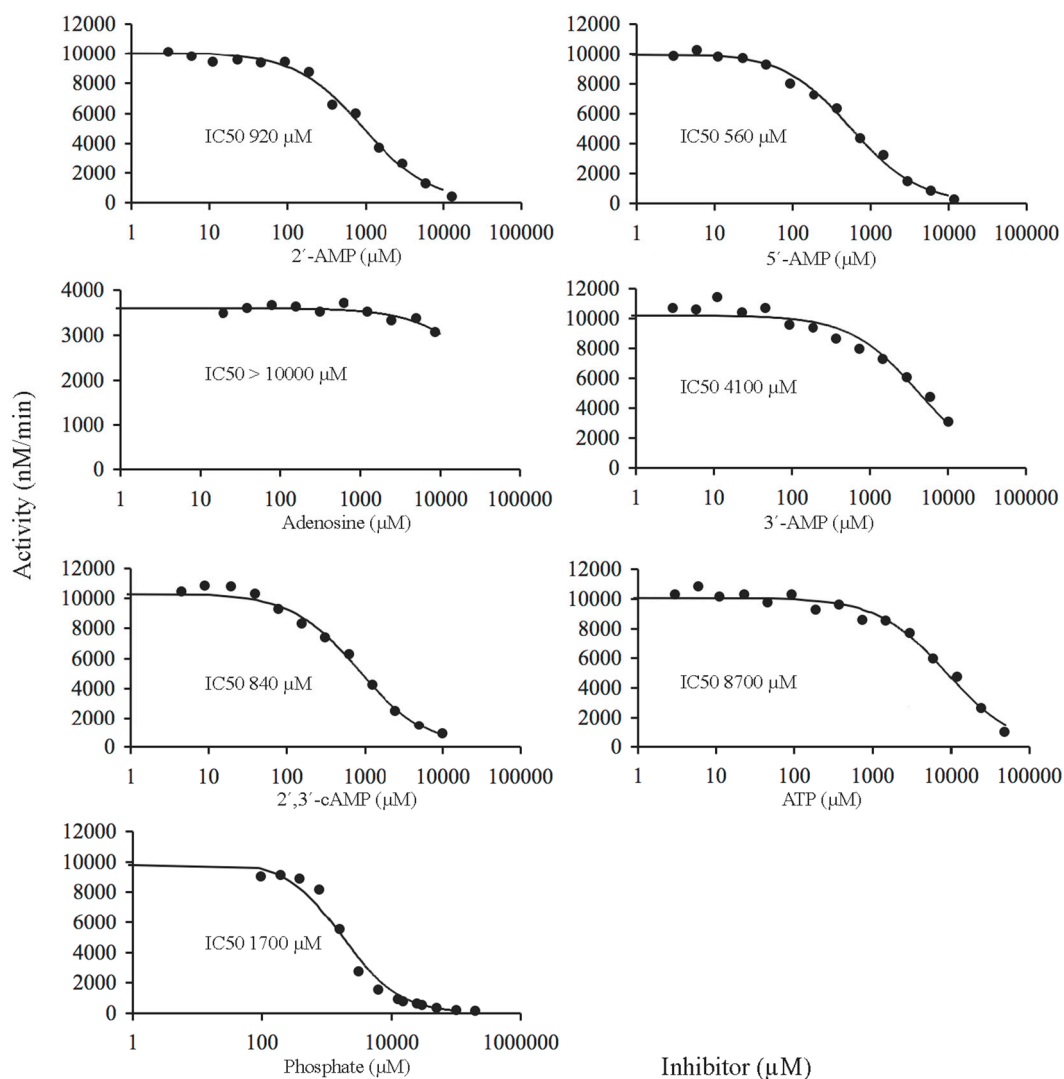 12000
10000
8000
6000
4000
2000
0
IC50 920 µM
1 10 100 1000 10000 100000
2´-AMP (µM)
12000
10000
8000
6000
4000
2000
0
IC50 560 µM
1 10 100 1000 10000 100000
5´-AMP (µM)
4000
3000
2000
1000
0
IC50 > 10000 µM
1 10 100 1000 10000 100000
Adenosine (µM)
12000
10000
8000
6000
4000
2000
0
IC50 4100 µM
1 10 100 1000 10000 100000
3´-AMP (µM)
Activity (nM/min)
12000
10000
8000
6000
4000
2000
0
IC50 840 µM
1 10 100 1000 10000 100000
2´,3´-cAMP (µM)
12000
10000
8000
6000
4000
2000
0
IC50 8700 µM
1 10 100 1000 10000 100000
ATP (µM)
12000
10000
8000
6000
4000
2000
0
IC50 1700 µM
1 100 10000 1000000
Phosphate (µM)
Inhibitor (µM)